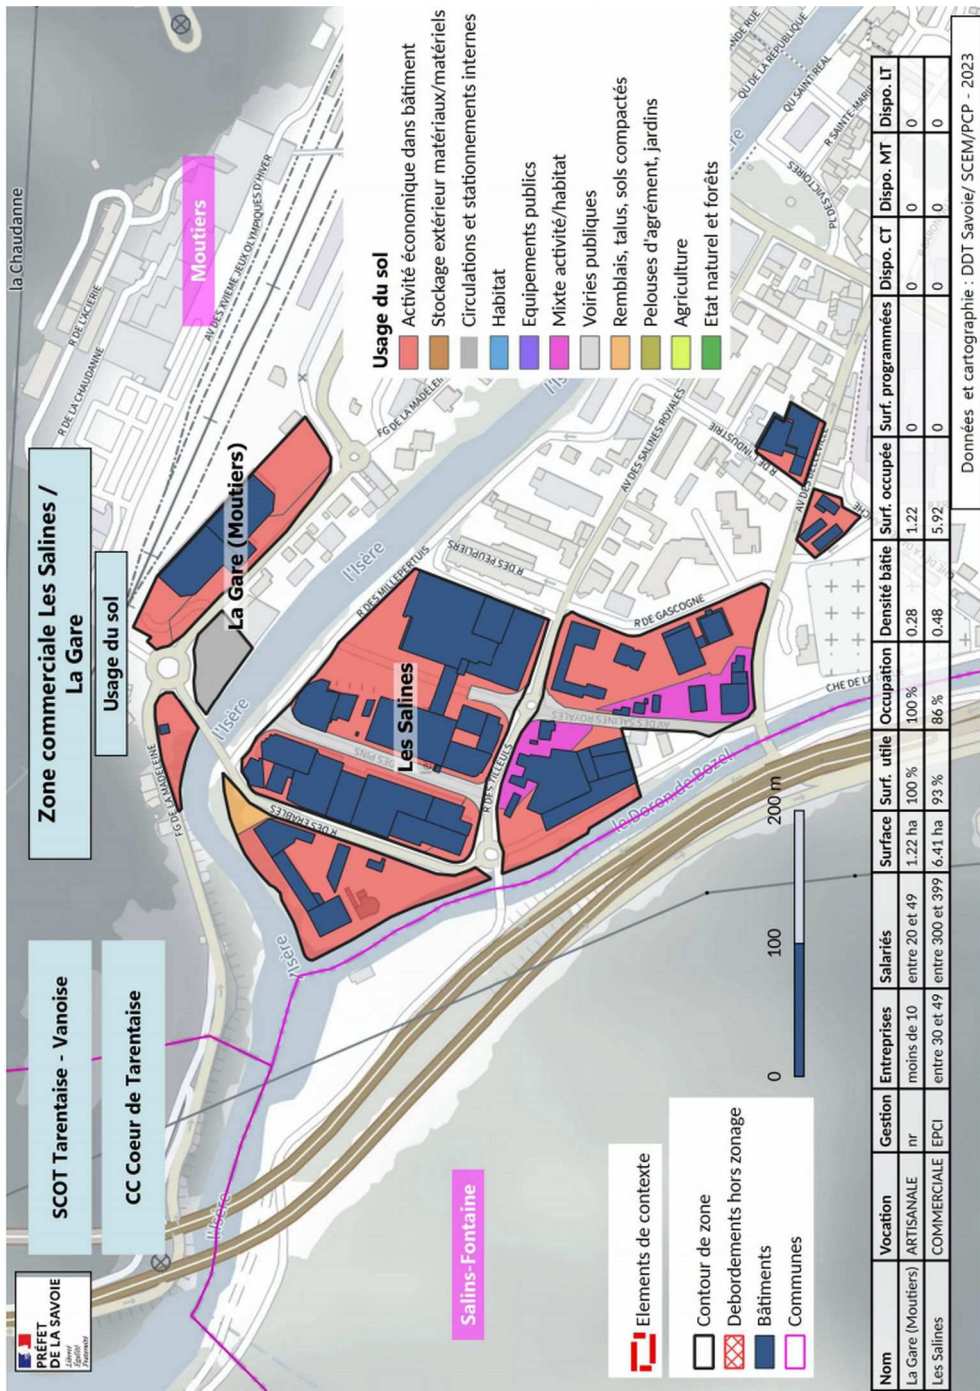 PRÉFET
DE LA SAVOIE
Liberté
Égalité
Fraternité
SCOT Tarentaise - Vanoise
CC Coeur de Tarentaise
Zone commerciale Les Salines /
La Gare
Usage du sol
la Chaudanne
R DE L'ACIERIE
R DE LA CHAUDANNE
Moutiers
AV DES XVIEME JEUX OLYMPIQUES D'HIVER
FG DE LA MADELEINE
La Gare (Moutiers)
FG DE LA MADELEIN
l'Isère
l'Isère
l'Isère
l'Isère
R DES MILLEPERTUIS
R DES PEUPLIERS
Les Salines
R DES ERABLES
DES PINS
R DES TILLEULS
AV DES SALINES ROYALES
AV DES SALINES ROYALES
R DE GASCOGNE
R DE L'INDUSTRIE
AV DES BELLEVILLE
CHE DE LA
le Doron de Bozel
QU DE LA REPUBLIQUE
QU SAINT-REAL
R SAINTE-MARIE
PL DES VICTOIRES
ANDE RUE
Usage du sol
Activité économique dans bâtiment
Stockage extérieur matériaux/matériels
Circulations et stationnements internes
Habitat
Equipements publics
Mixte activité/habitat
Voiries publiques
Remblais, talus, sols compactés
Pelouses d'agrément, jardins
Agriculture
Etat naturel et forêts
Salins-Fontaine
Elements de contexte
Contour de zone
Debordements hors zonage
Bâtiments
Communes
0 100 200 m
Nom Vocation Gestion Entreprises Salariés Surface Surf. utile Occupation Densité bâtie Surf. occupée Surf. programmées Dispo. CT Dispo. MT Dispo. LT
La Gare (Moutiers) ARTISANALE nr moins de 10 entre 20 et 49 1.22 ha 100 % 100 % 0.28 1.22 0 0 0 0
Les Salines COMMERCIALE EPCI entre 30 et 49 entre 300 et 399 6.41 ha 93 % 86 % 0.48 5.92 0 0 0 0
Données et cartographie : DDT Savoie/ SCEM/PCP - 2023